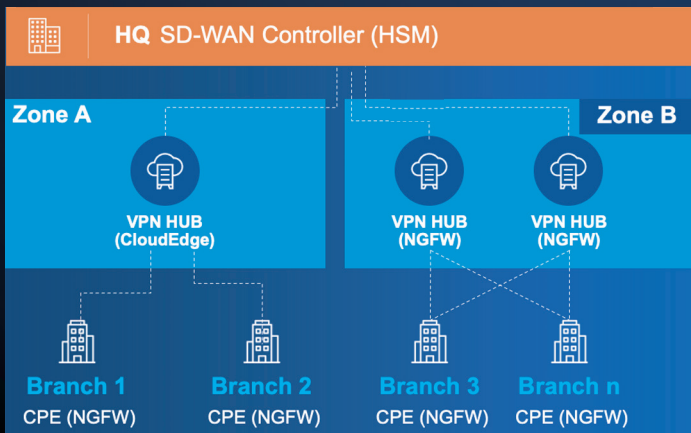 HQ SD-WAN Controller (HSM)
Zone A
Zone B
VPN HUB
(CloudEdge)
VPN HUB
(NGFW)
VPN HUB
(NGFW)
Branch 1
CPE (NGFW)
Branch 2
CPE (NGFW)
Branch 3
CPE (NGFW)
Branch n
CPE (NGFW)